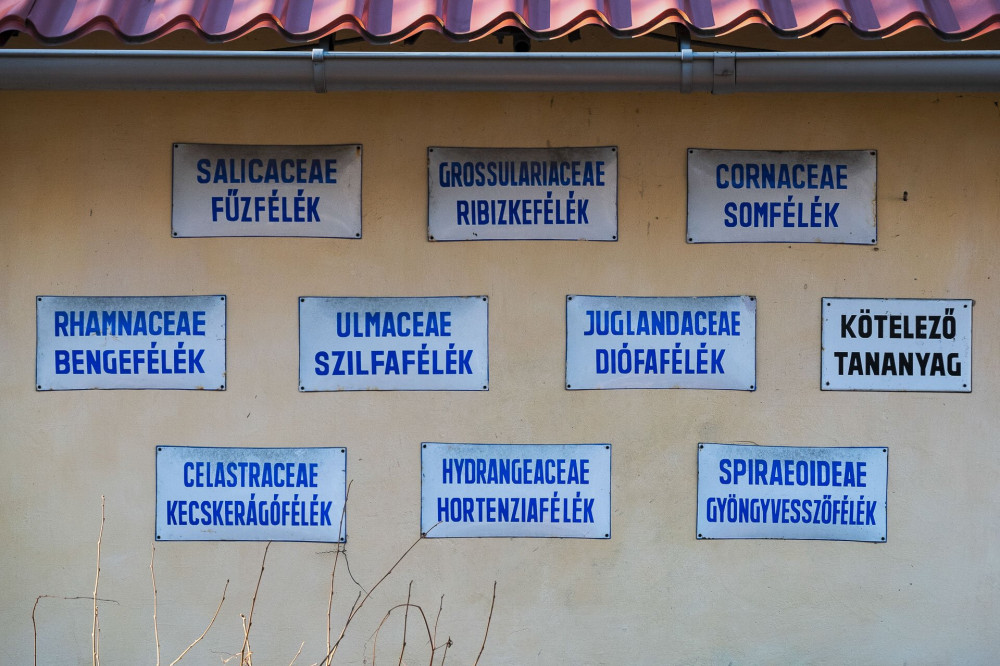 SALICACEAE
FŰZFÉLÉK
GROSSULARIACEAE
RIBIZKEFÉLÉK
CORNACEAE
SOMFÉLÉK
RHAMNACEAE
BENGEFÉLÉK
ULMACEAE
SZILFAFÉLÉK
JUGLANDACEAE
DIÓFAFÉLÉK
KÖTELEZŐ
TANANYAG
CELASTRACEAE
KECSKERÁGÓFÉLÉK
HYDRANGEACEAE
HORTENZIAFÉLÉK
SPIRAEOIDEAE
GYÖNGYVESSZŐFÉLÉK